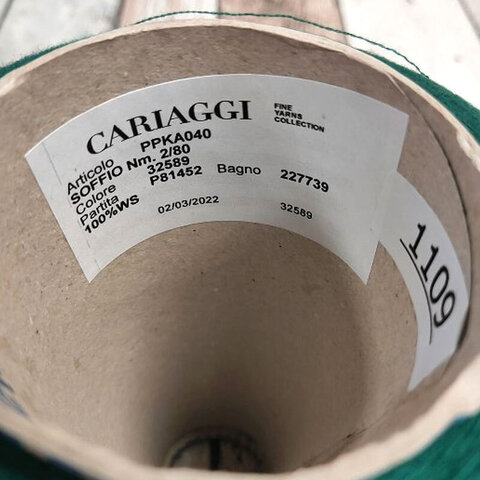 CARIAGGI
FINE
YARNS
COLLECTION
Articolo PPKA040
SOFFIO Nm. 2/80
Colore 32589
Partita P81452 Bagno 227739
100%WS
02/03/2022 32589
1109